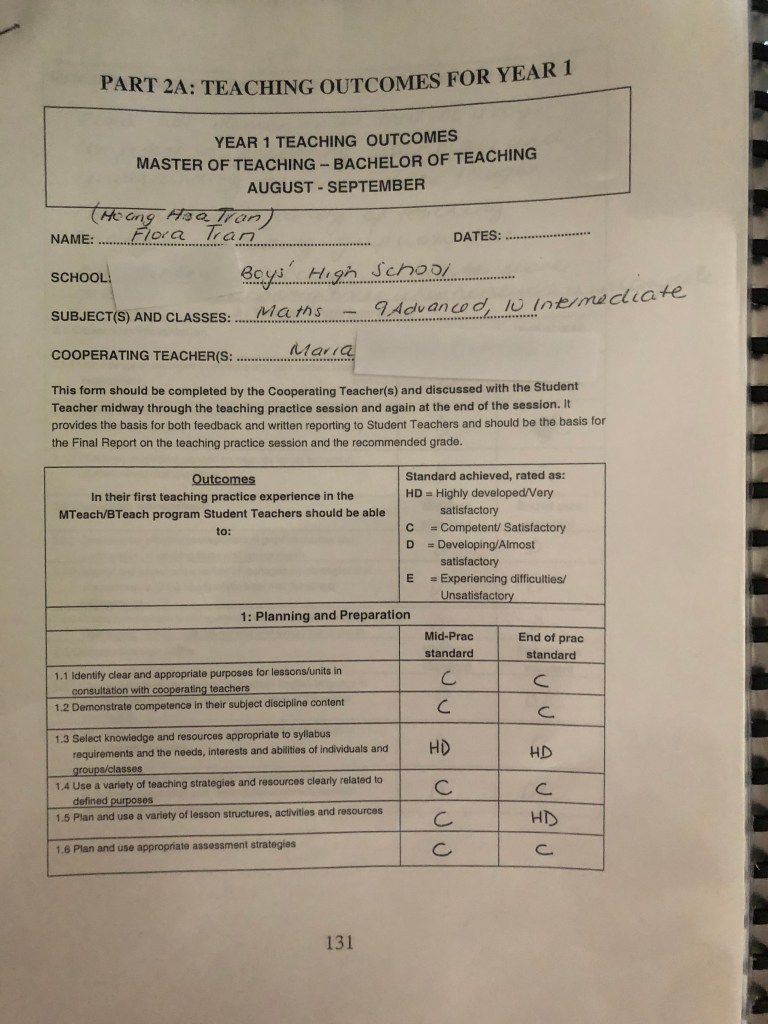 PART 2A: TEACHING OUTCOMES FOR YEAR 1
YEAR 1 TEACHING OUTCOMES
MASTER OF TEACHING – BACHELOR OF TEACHING
AUGUST - SEPTEMBER
(Hoang Hoa Tran)
NAME: Flora Tran DATES:
SCHOOL: Boys' High School
SUBJECT(S) AND CLASSES: Maths – 9 Advanced, 10 Intermediate
COOPERATING TEACHER(S: Maria
This form should be completed by the Cooperating Teacher(s) and discussed with the Student
Teacher midway through the teaching practice session and again at the end of the session. It
provides the basis for both feedback and written reporting to Student Teachers and should be the basis for
the Final Report on the teaching practice session and the recommended grade.
Outcomes
In their first teaching practice experience in the
MTeach/BTeach program Student Teachers should be able
to:
Standard achieved, rated as:
HD = Highly developed/Very
satisfactory
C = Competent/ Satisfactory
D = Developing/Almost
satisfactory
E = Experiencing difficulties/
Unsatisfactory
1: Planning and Preparation
Mid-Prac
standard
End of prac
standard
1.1 Identify clear and appropriate purposes for lessons/units in
consultation with cooperating teachers
C C
1.2 Demonstrate competence in their subject discipline content
C C
1.3 Select knowledge and resources appropriate to syllabus
requirements and the needs, interests and abilities of individuals and
groups/classes
HD HD
1.4 Use a variety of teaching strategies and resources clearly related to
defined purposes
C C
1.5 Plan and use a variety of lesson structures, activities and resources
C HD
1.6 Plan and use appropriate assessment strategies
C C
131